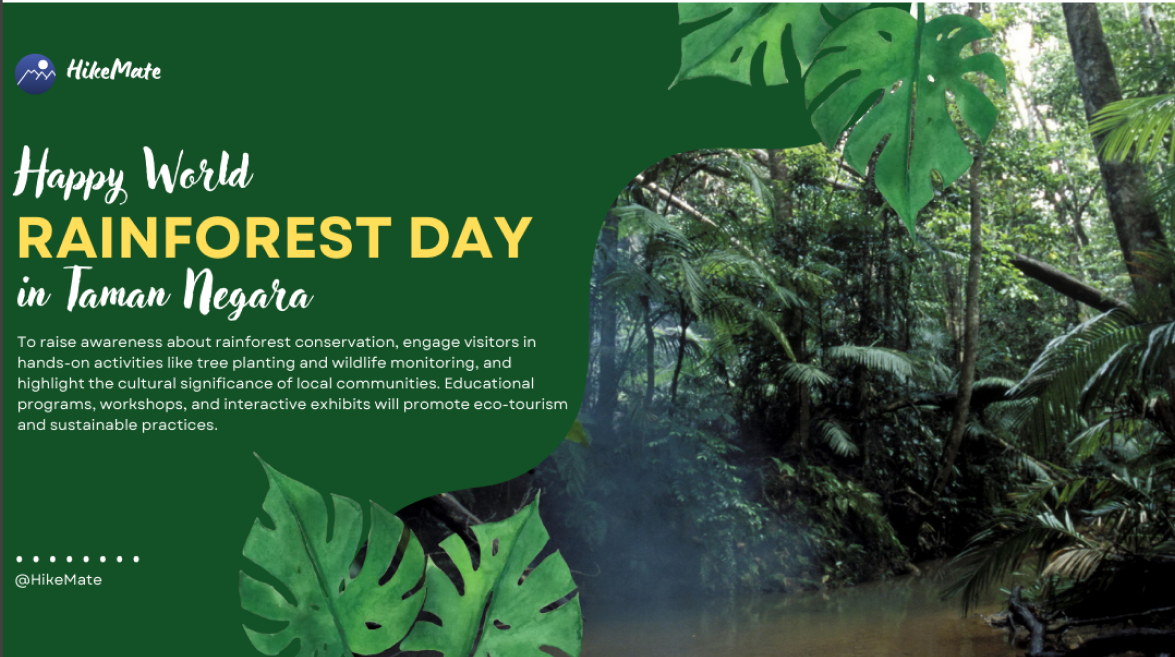 HikeMate
Happy World
RAINFOREST DAY
in Taman Negara
To raise awareness about rainforest conservation, engage visitors in
hands-on activities like tree planting and wildlife monitoring, and
highlight the cultural significance of local communities. Educational
programs, workshops, and interactive exhibits will promote eco-tourism
and sustainable practices.
@HikeMate